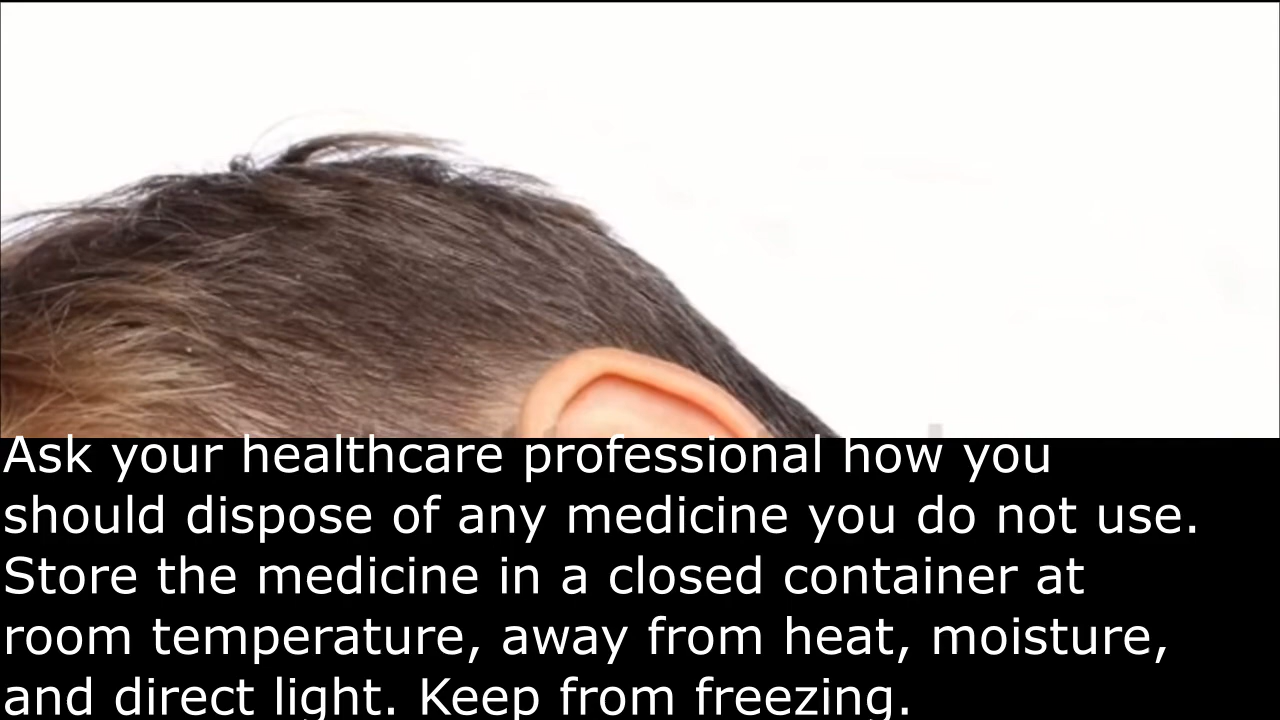 Ask your healthcare professional how you
should dispose of any medicine you do not use.
Store the medicine in a closed container at
room temperature, away from heat, moisture,
and direct light. Keep from freezing.